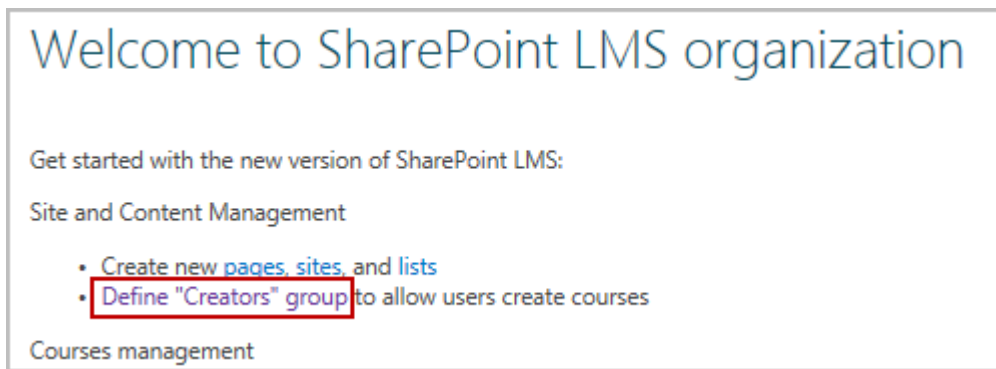 Welcome to SharePoint LMS organization
Get started with the new version of SharePoint LMS:
Site and Content Management
• Create new pages, sites, and lists
• Define "Creators" group to allow users create courses
Courses management